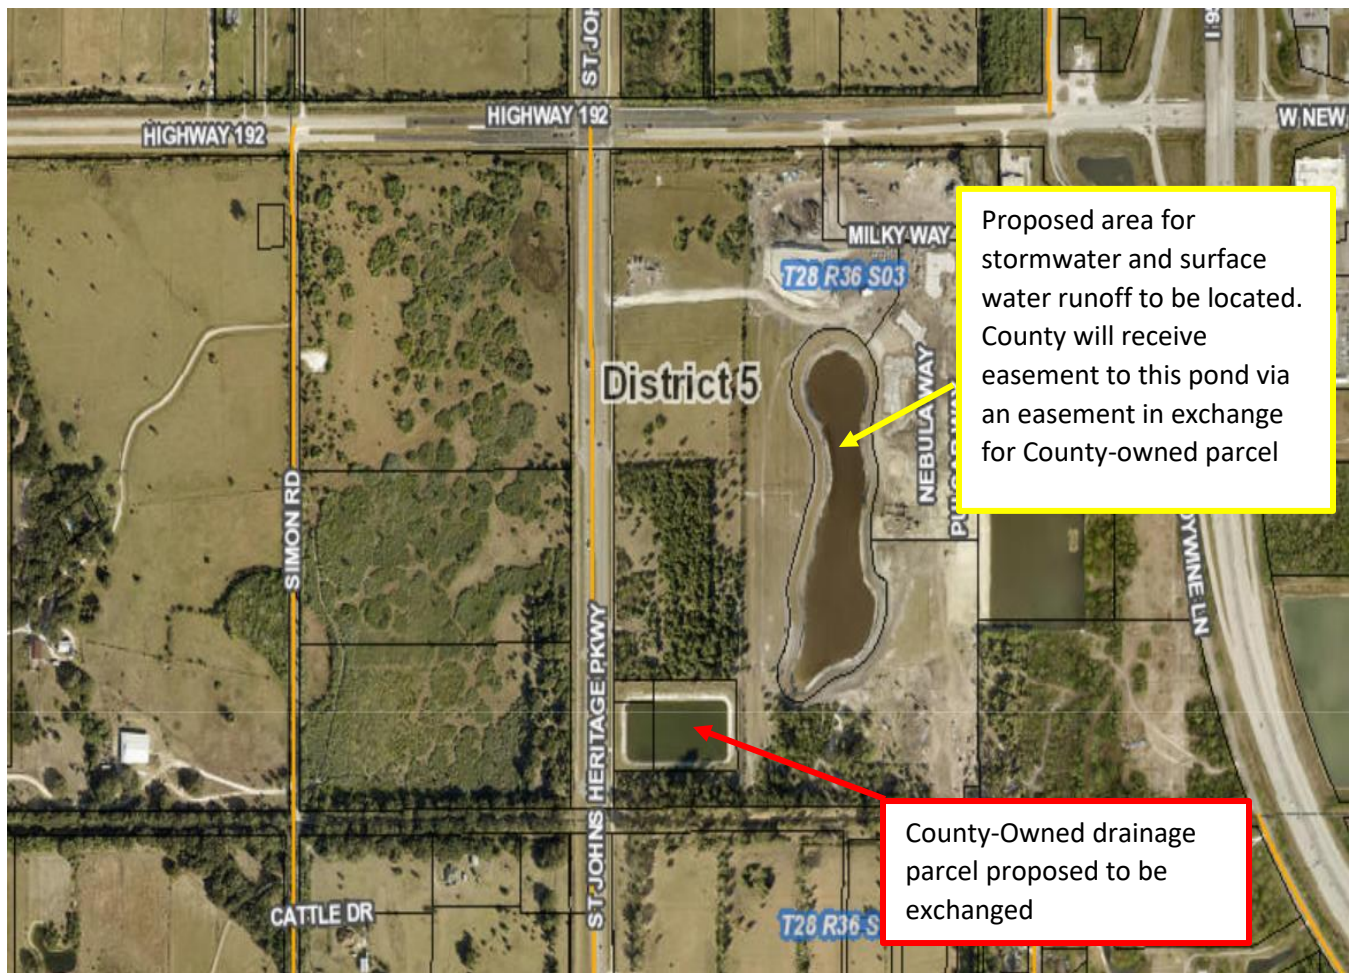 ST JOH
I 95
HIGHWAY 192
HIGHWAY 192
W NEW
MILKY WAY
T28 R36 S03
Proposed area for
stormwater and surface
water runoff to be located.
County will receive
easement to this pond via
an easement in exchange
for County-owned parcel
District 5
NEBULA WAY
SIMON RD
ST JOHNS HERITAGE PKWY
County-Owned drainage
parcel proposed to be
exchanged
CATTLE DR
T28 R36 S